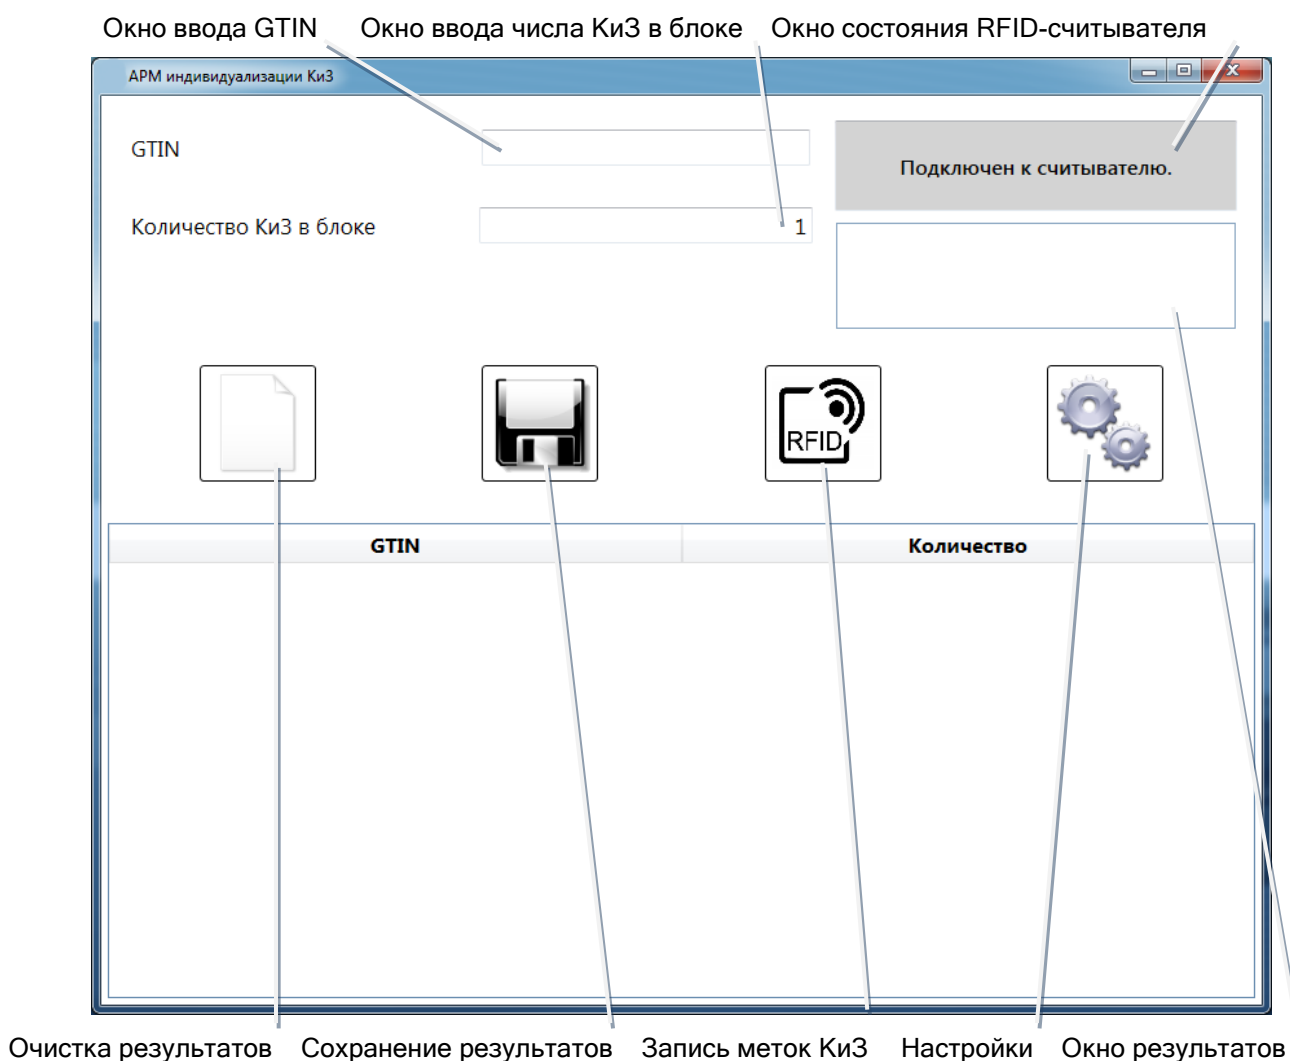 Окно ввода GTIN Окно ввода числа КиЗ в блоке Окно состояния RFID-считывателя
АРМ индивидуализации КиЗ
GTIN
Подключен к считывателю.
Количество КиЗ в блоке 1
RFID
GTIN Количество
Очистка результатов Сохранение результатов Запись меток КиЗ Настройки Окно результатов